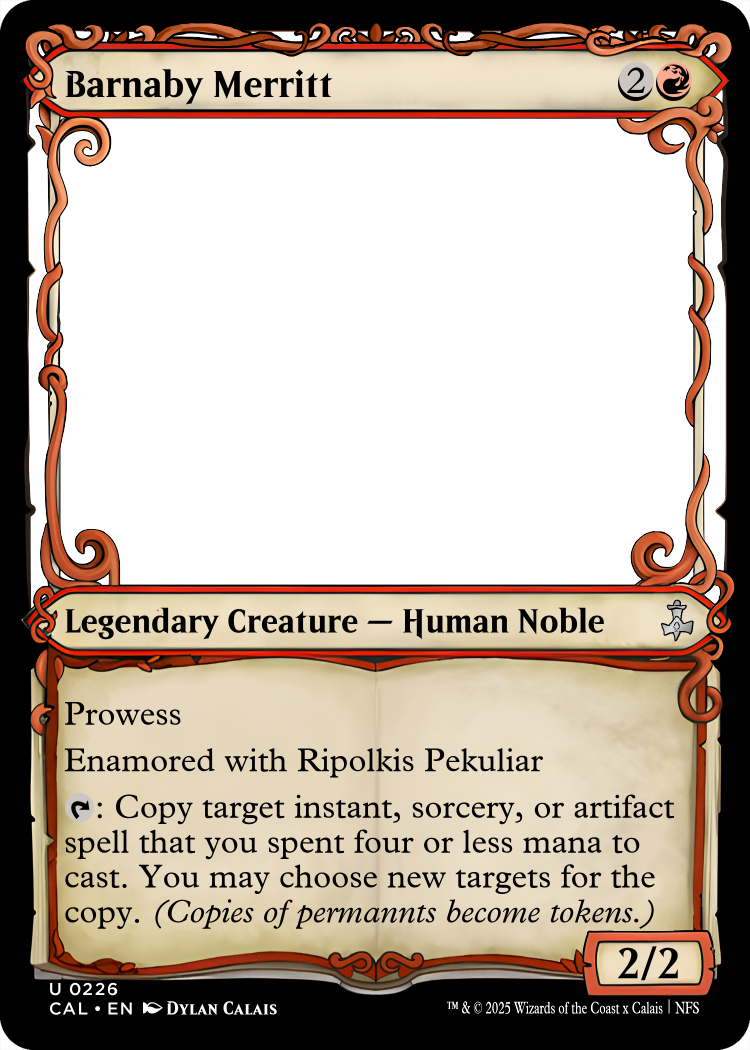 Barnaby Merritt 2
Legendary Creature — Human Noble
Prowess
Enamored with Ripolkis Pekuliar
: Copy target instant, sorcery, or artifact
spell that you spent four or less mana to
cast. You may choose new targets for the
copy. (Copies of permannts become tokens.)
2/2
U 0226
CAL • EN DYLAN CALAIS
™ & © 2025 Wizards of the Coast x Calais | NFS